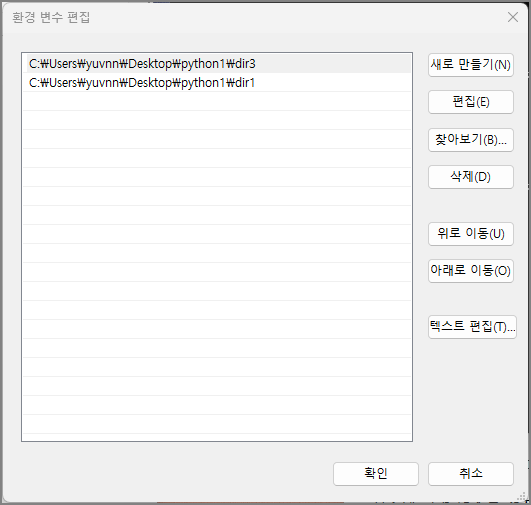 환경 변수 편집
C:₩Users₩yuvnn₩Desktop₩python1₩dir3
C:₩Users₩yuvnn₩Desktop₩python1₩dir1
새로 만들기(N)
편집(E)
찾아보기(B)...
삭제(D)
위로 이동(U)
아래로 이동(O)
텍스트 편집(T)...
확인
취소